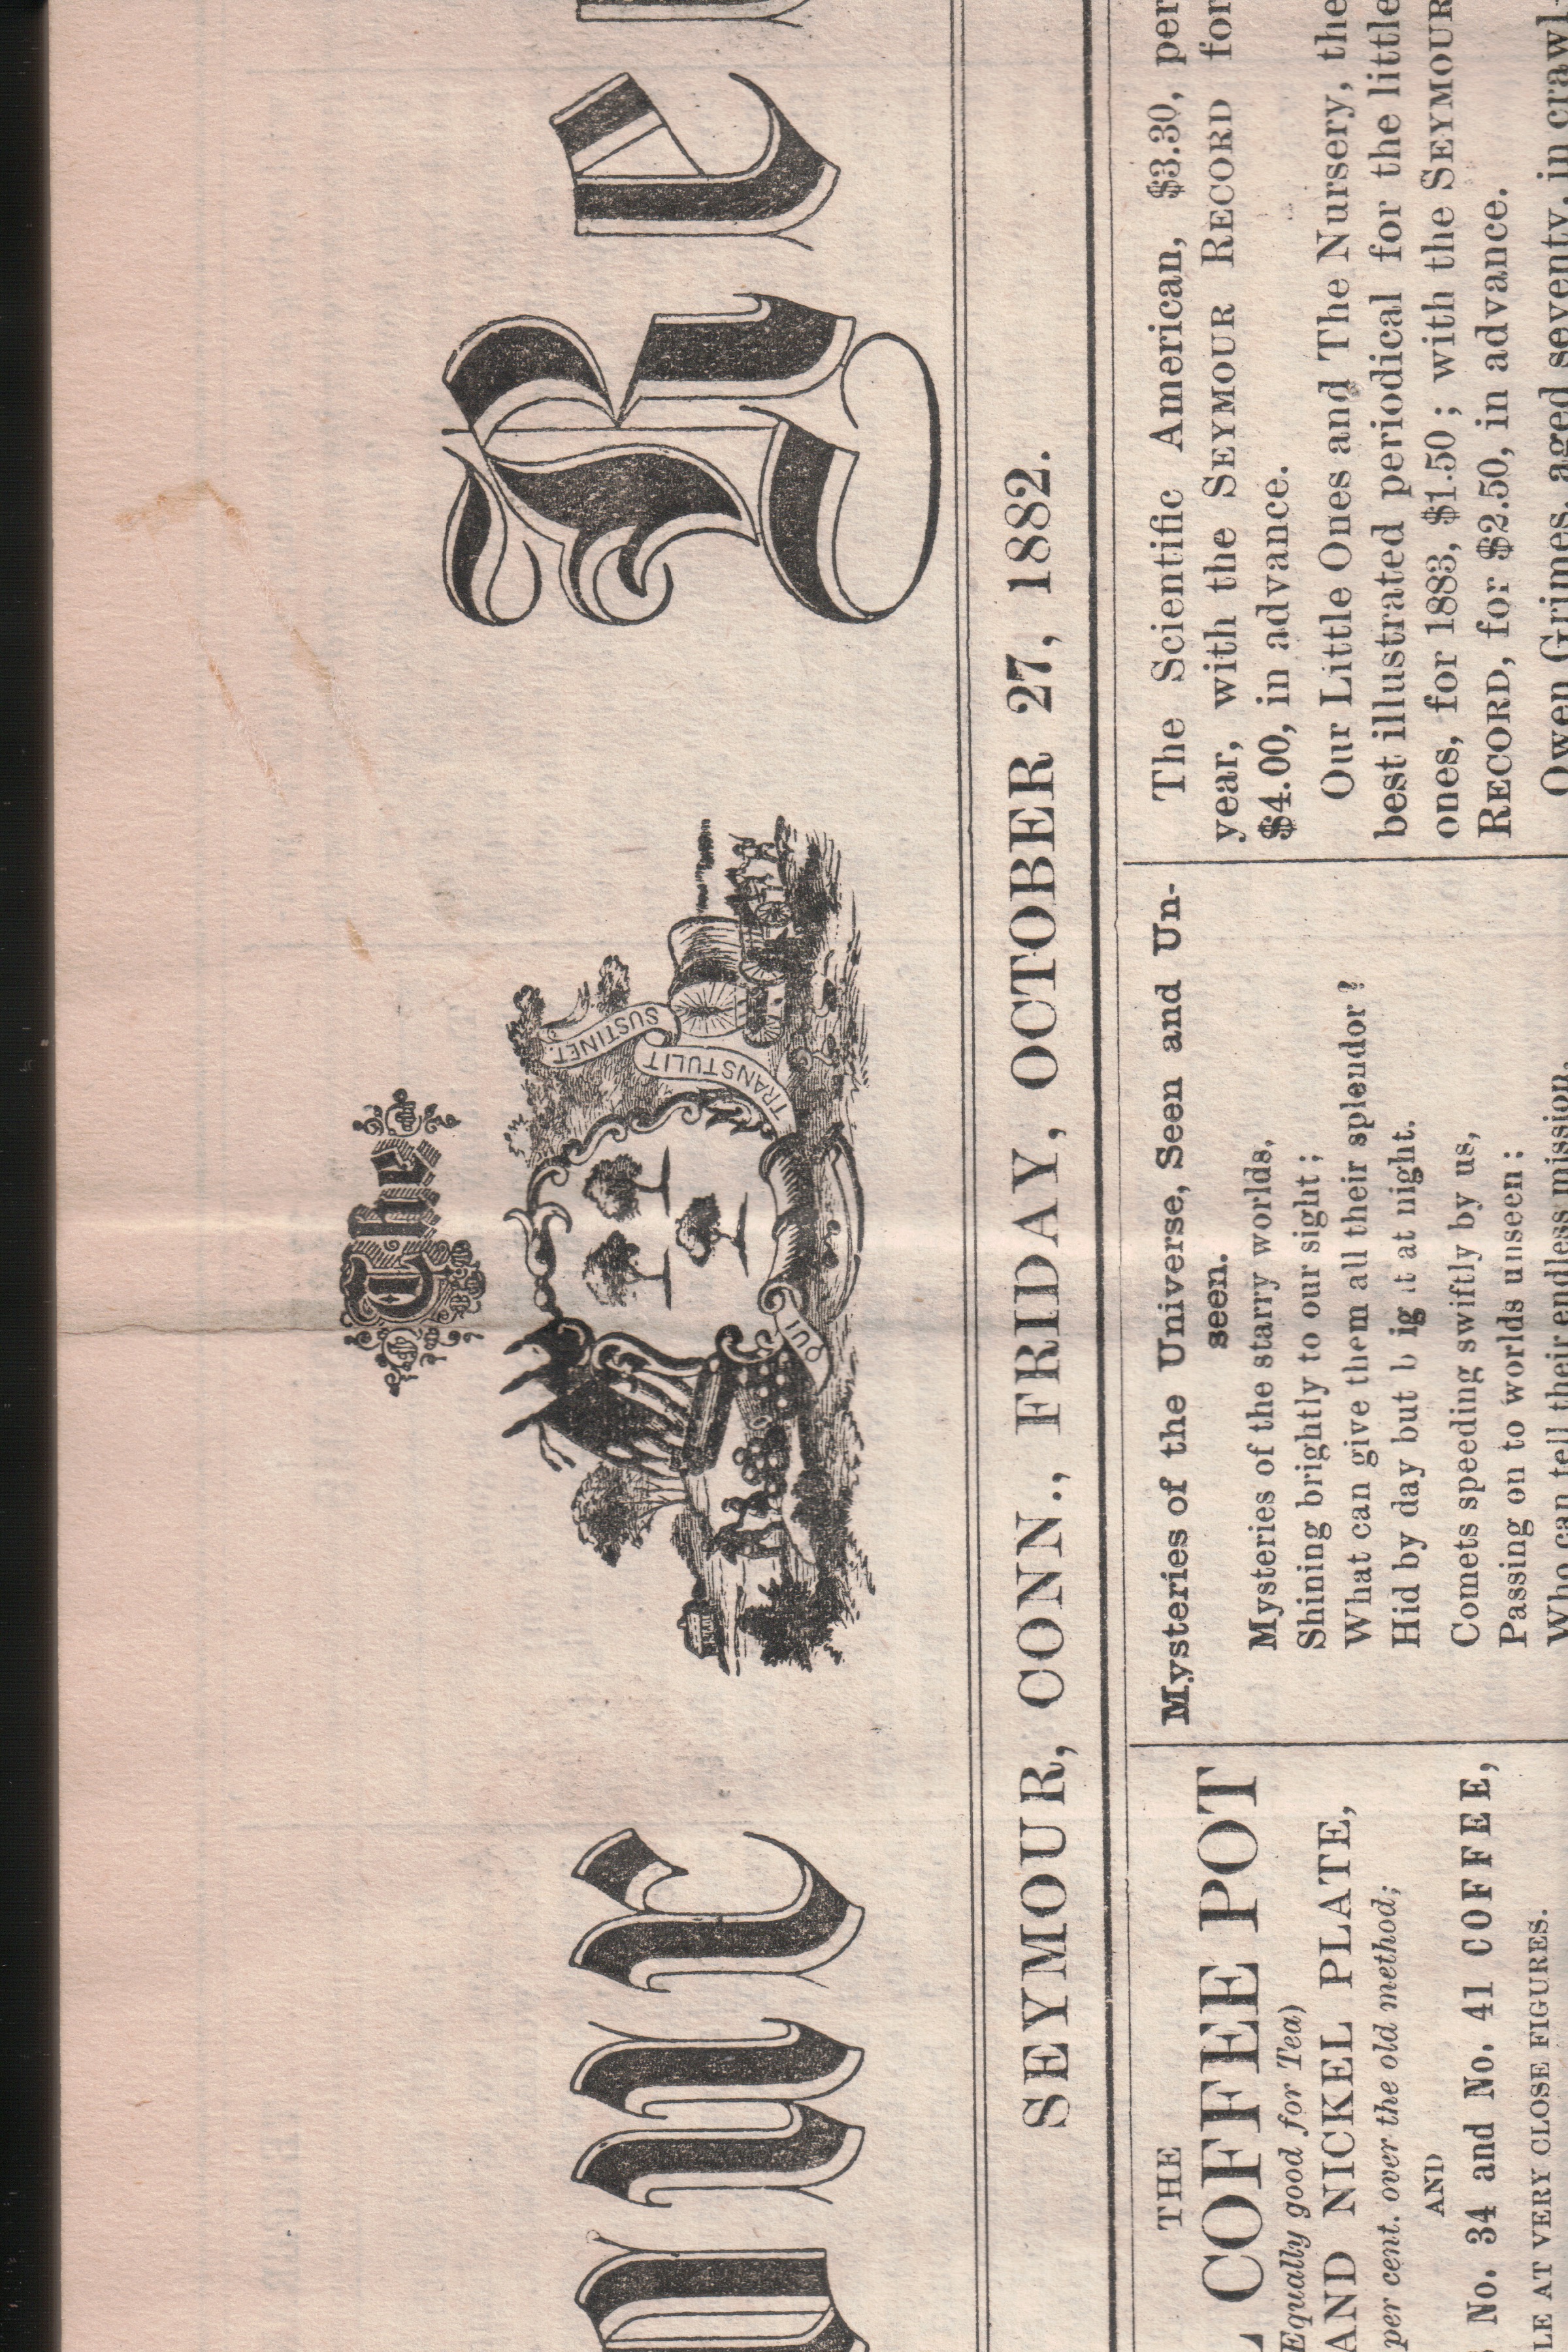 The
our
Rec
QUI
TRANSTULIT
SUSTINET.
SEYMOUR, CONN., FRIDAY, OCTOBER 27, 1882.
THE
COFFEE POT
Equally good for Tea)
AND NICKEL PLATE,
per cent. over the old method;
AND
No. 34 and No. 41 COFFEE,
LE AT VERY CLOSE FIGURES.
Mysteries of the Universe, Seen and Un-
seen.
Mysteries of the starry worlds,
Shining brightly to our sight;
What can give them all their splendor?
Hid by day but b ig t at night.
Comets speeding swiftly by us,
Passing on to worlds unseen;
Who can tell their endless mission,
The Scientific American, $3.30, per
year, with the SEYMOUR RECORD for
$4.00, in advance.
Our Little Ones and The Nursery, the
best illustrated periodical for the little
ones, for 1883, $1.50; with the SEYMOUR
RECORD, for $2.50, in advance.
Owen Grimes, aged seventy, in crawl-